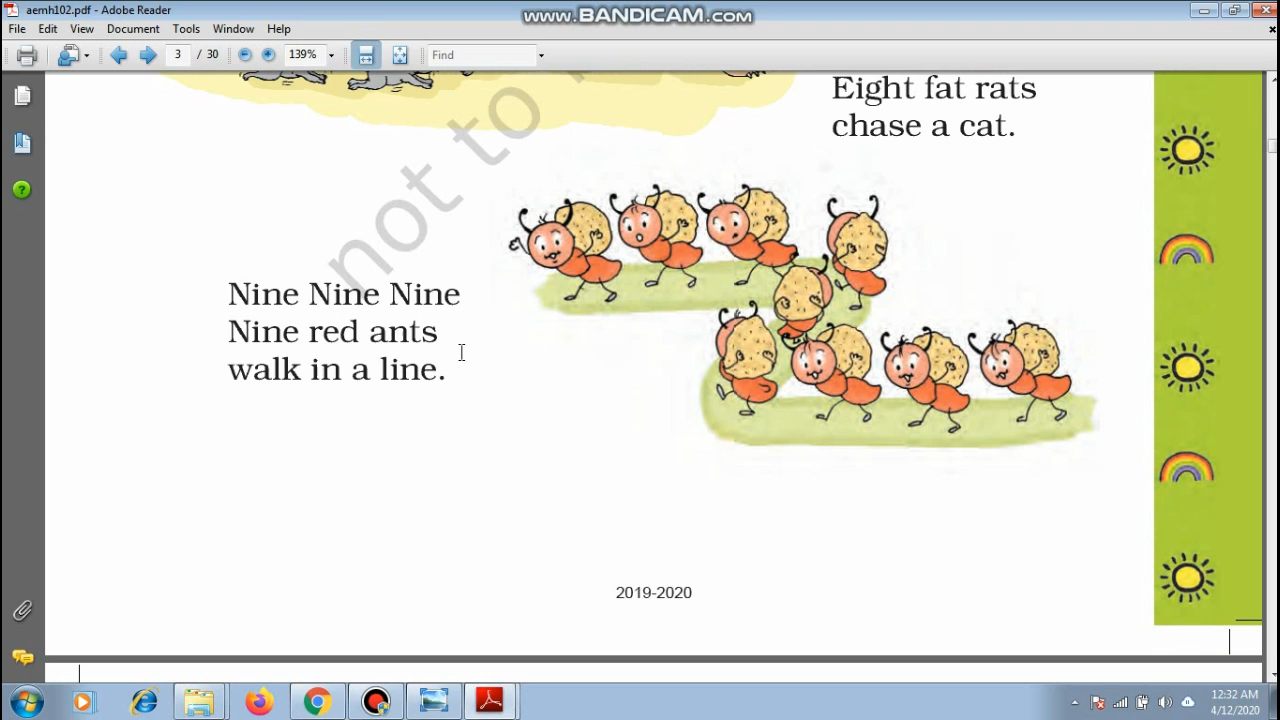 aemh102.pdf - Adobe Reader
www.BANDICAM.com
File Edit View Document Tools Window Help
3 / 30 139% Find
Eight fat rats
chase a cat.
not to
Nine Nine Nine
Nine red ants
walk in a line.
2019-2020
12:32 AM
4/12/2020